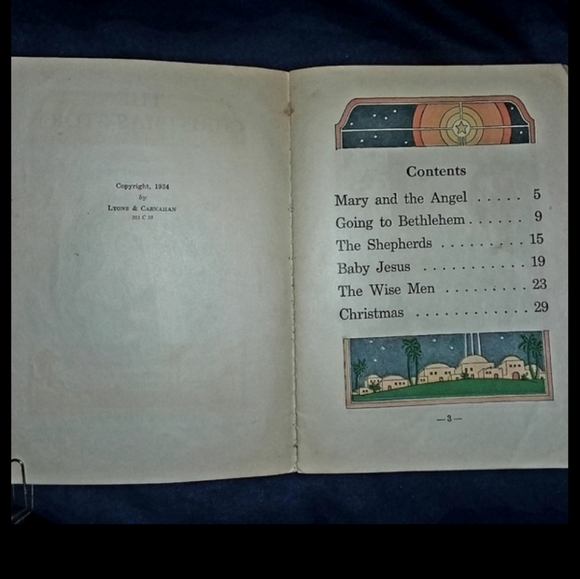 Copyright, 1934
by
LYONS & CARNAHAN
Contents
Mary and the Angel . . . . . 5
Going to Bethlehem . . . . . . 9
The Shepherds . . . . . . . . . 15
Baby Jesus . . . . . . . . . . . 19
The Wise Men . . . . . . . . . 23
Christmas . . . . . . . . . . . . 29
—3—